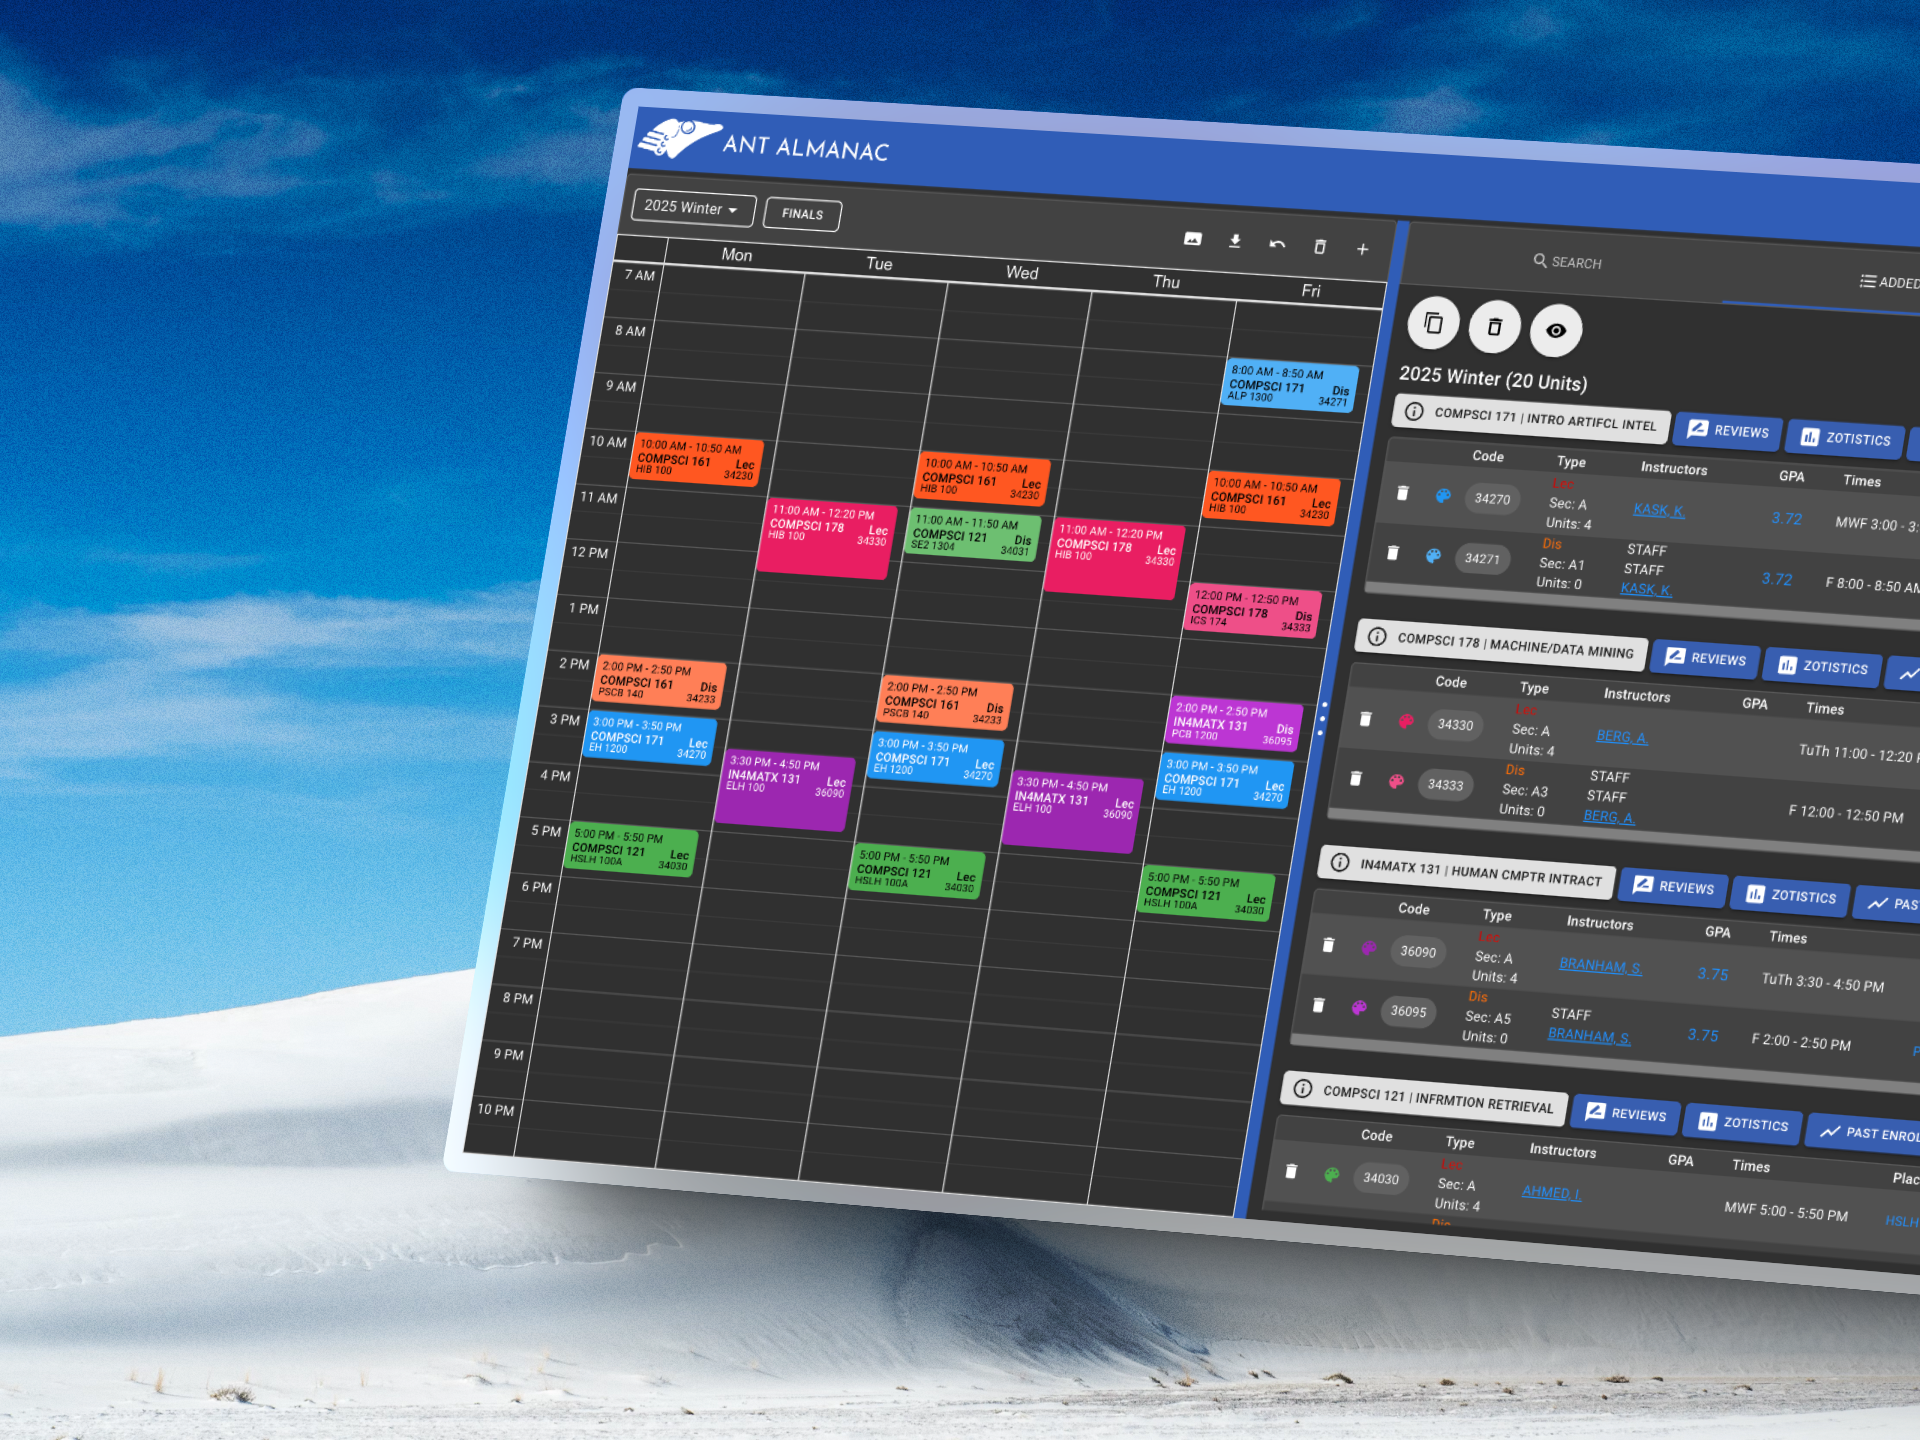 ANT ALMANAC
2025 Winter
FINALS
Mon
Tue
Wed
Thu
Fri
7 AM
8 AM
9 AM
10 AM
11 AM
12 PM
1 PM
2 PM
3 PM
4 PM
5 PM
6 PM
7 PM
8 PM
9 PM
10 PM
10:00 AM - 10:50 AM
COMPSCI 161 Lec
HIB 100 34230
2:00 PM - 2:50 PM
COMPSCI 161 Dis
PSCB 140 34233
3:00 PM - 3:50 PM
COMPSCI 171 Lec
EH 1200 34270
5:00 PM - 5:50 PM
COMPSCI 121 Lec
HSLH 100A 34030
11:00 AM - 12:20 PM
COMPSCI 178 Lec
HIB 100 34330
3:30 PM - 4:50 PM
IN4MATX 131 Lec
ELH 100 36090
10:00 AM - 10:50 AM
COMPSCI 161 Lec
HIB 100 34230
11:00 AM - 11:50 AM
COMPSCI 121 Dis
SE2 1304 34031
2:00 PM - 2:50 PM
COMPSCI 161 Dis
PSCB 140 34233
3:00 PM - 3:50 PM
COMPSCI 171 Lec
EH 1200 34270
5:00 PM - 5:50 PM
COMPSCI 121 Lec
HSLH 100A 34030
11:00 AM - 12:20 PM
COMPSCI 178 Lec
HIB 100 34330
3:30 PM - 4:50 PM
IN4MATX 131 Lec
ELH 100 36090
8:00 AM - 8:50 AM
COMPSCI 171 Dis
ALP 1300 34271
10:00 AM - 10:50 AM
COMPSCI 161 Lec
HIB 100 34230
12:00 PM - 12:50 PM
COMPSCI 178 Dis
ICS 174 34333
2:00 PM - 2:50 PM
IN4MATX 131 Dis
PCB 1200 36095
3:00 PM - 3:50 PM
COMPSCI 171 Lec
EH 1200 34270
5:00 PM - 5:50 PM
COMPSCI 121 Lec
HSLH 100A 34030
SEARCH
ADDED
2025 Winter (20 Units)
COMPSCI 171 | INTRO ARTIFCL INTEL REVIEWS ZOTISTICS
Code Type Instructors GPA Times
Lec
34270 Sec: A KASK, K. 3.72 MWF 3:00 - 3:
Units: 4
Dis STAFF
34271 Sec: A1 STAFF 3.72 F 8:00 - 8:50 AM
Units: 0 KASK, K.
COMPSCI 178 | MACHINE/DATA MINING REVIEWS ZOTISTICS
Code Type Instructors GPA Times
Lec
34330 Sec: A BERG, A. TuTh 11:00 - 12:20
Units: 4
Dis STAFF
34333 Sec: A3 STAFF F 12:00 - 12:50 PM
Units: 0 BERG, A.
IN4MATX 131 | HUMAN CMPTR INTRACT REVIEWS ZOTISTICS PAS
Code Type Instructors GPA Times
Lec
36090 Sec: A BRANHAM, S. 3.75 TuTh 3:30 - 4:50 PM
Units: 4
Dis STAFF
36095 Sec: A5 BRANHAM, S. 3.75 F 2:00 - 2:50 PM P
Units: 0
COMPSCI 121 | INFRMTION RETRIEVAL REVIEWS ZOTISTICS PAST ENROL
Code Type Instructors GPA Times Plac
Lec
34030 Sec: A AHMED, I. MWF 5:00 - 5:50 PM HSLH
Units: 4
Dis